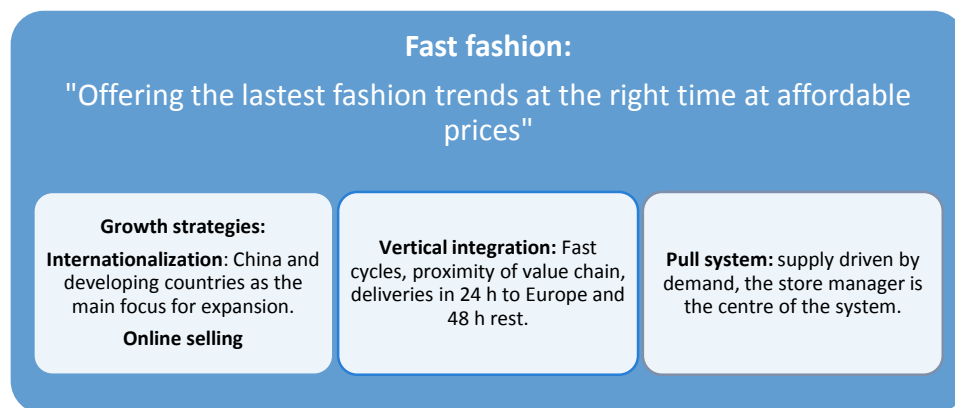 Fast fashion:
"Offering the lastest fashion trends at the right time at affordable
prices"
Growth strategies:
Internationalization: China and
developing countries as the
main focus for expansion.
Online selling
Vertical integration: Fast
cycles, proximity of value chain,
deliveries in 24 h to Europe and
48 h rest.
Pull system: supply driven by
demand, the store manager is
the centre of the system.